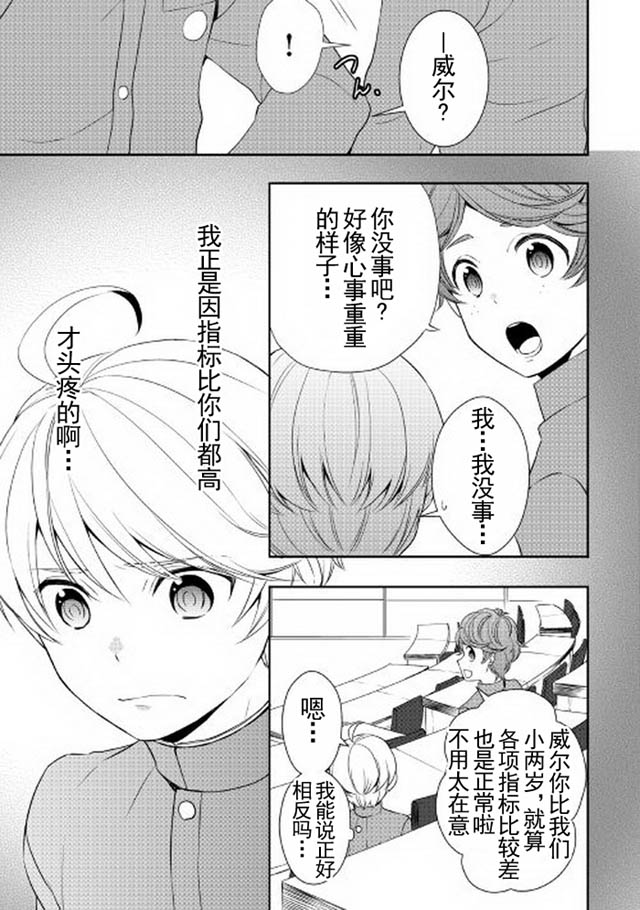 —威尔？
！
つん
你没事吧？
好像心事重重
的样子…
我…我没事…
我正是因指标比你们都高
才头疼的啊…
威尔你比我们
小两岁，就算
各项指标比较差
也是正常啦
不用太在意
嗯…
我能说正好
相反吗…